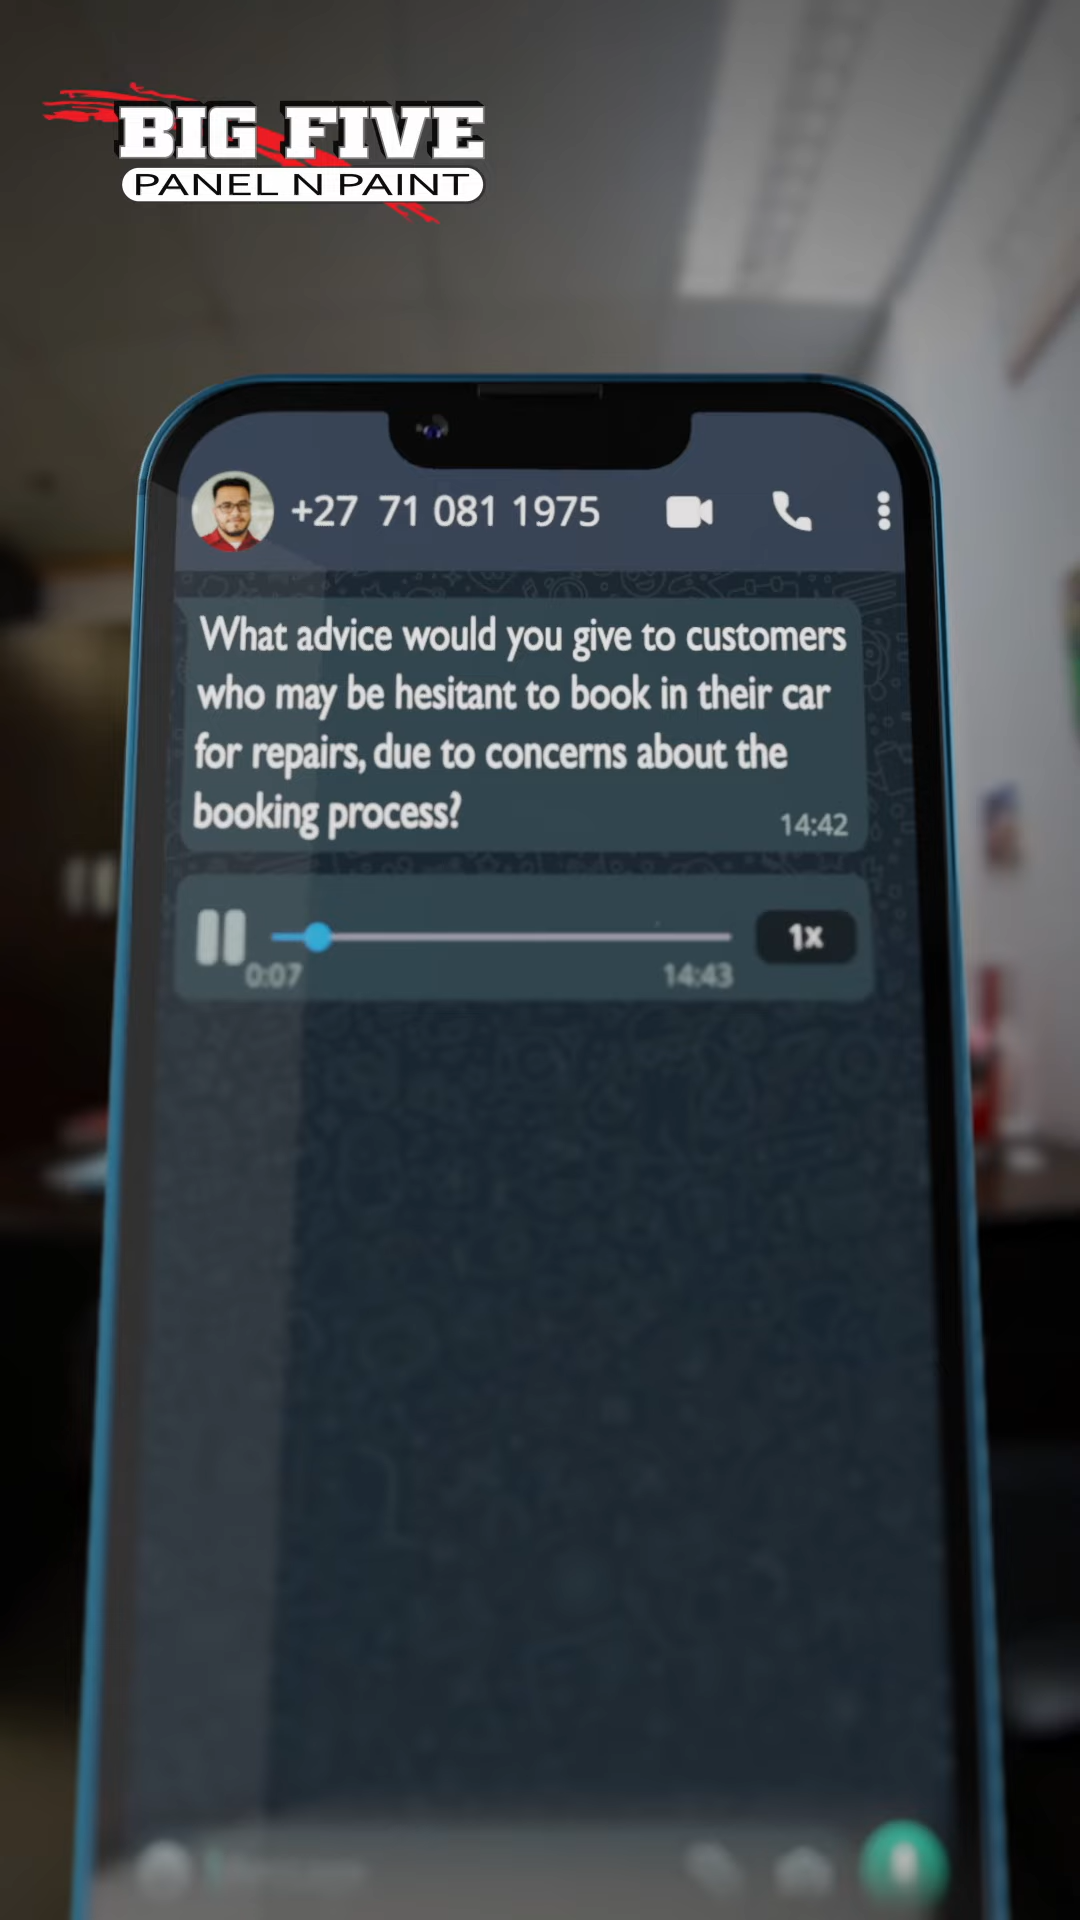 BIG FIVE
PANEL N PAINT
+27 71 081 1975
What advice would you give to customers
who may be hesitant to book in their car
for repairs, due to concerns about the
booking process?
14:42
1x
0:07
14:43